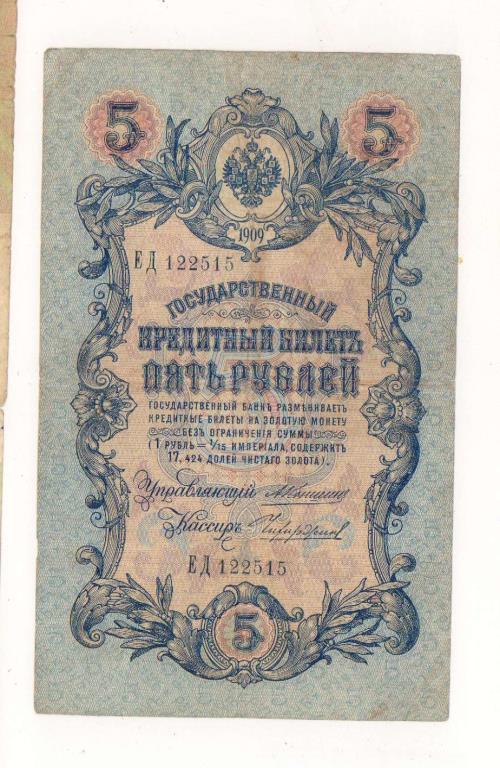 5 5
1909
ЕД 122515
ГОСУДАРСТВЕННЫЙ
КРЕДИТНЫЙ БИЛЕТЪ
ПЯТЬ РУБЛЕЙ
ГОСУДАРСТВЕННЫЙ БАНКЪ РАЗМѢНИВАЕТЪ
КРЕДИТНЫЕ БИЛЕТЫ НА ЗОЛОТУЮ МОНЕТУ
БЕЗЪ ОГРАНИЧЕНІЯ СУММЫ
(1 РУБЛЬ = 1/15 ИМПЕРІАЛА, СОДЕРЖИТЪ
17,424 ДОЛЕЙ ЧИСТАГО ЗОЛОТА).
Управляющій
Кассиръ
ЕД 122515
5